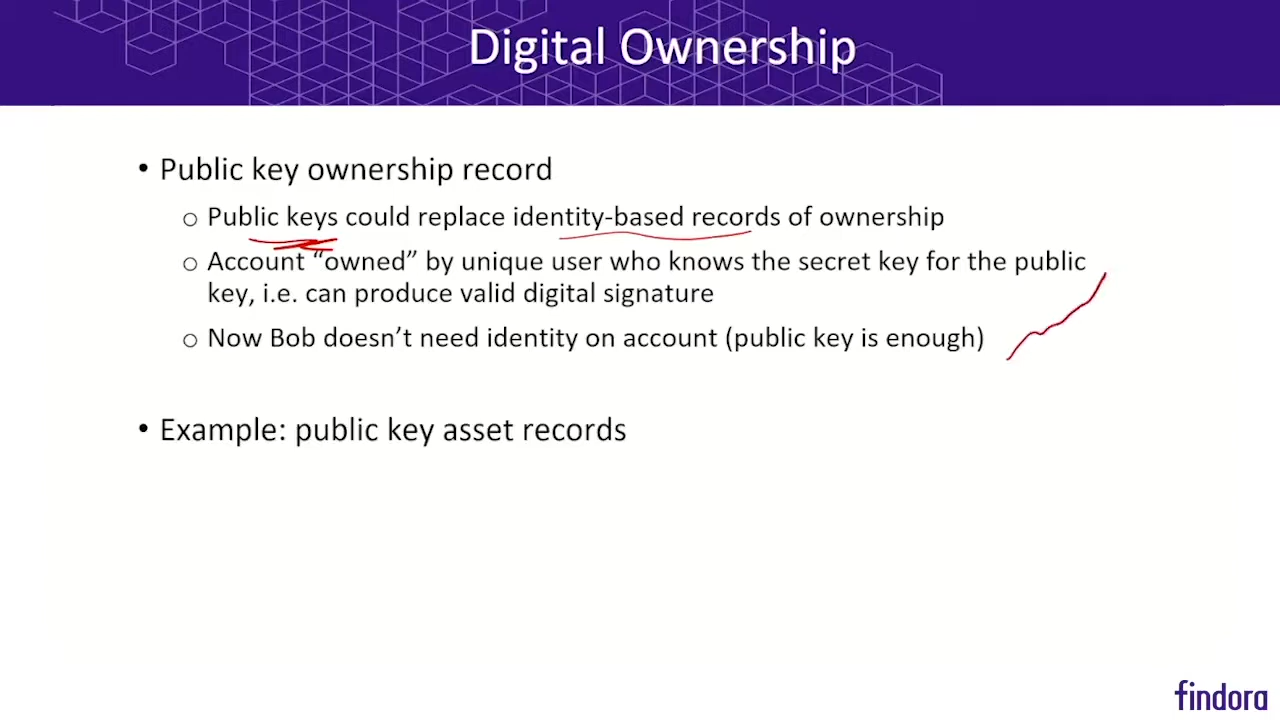 Digital Ownership
• Public key ownership record
o Public keys could replace identity-based records of ownership
o Account “owned” by unique user who knows the secret key for the public
key, i.e. can produce valid digital signature
o Now Bob doesn’t need identity on account (public key is enough)
• Example: public key asset records
findora